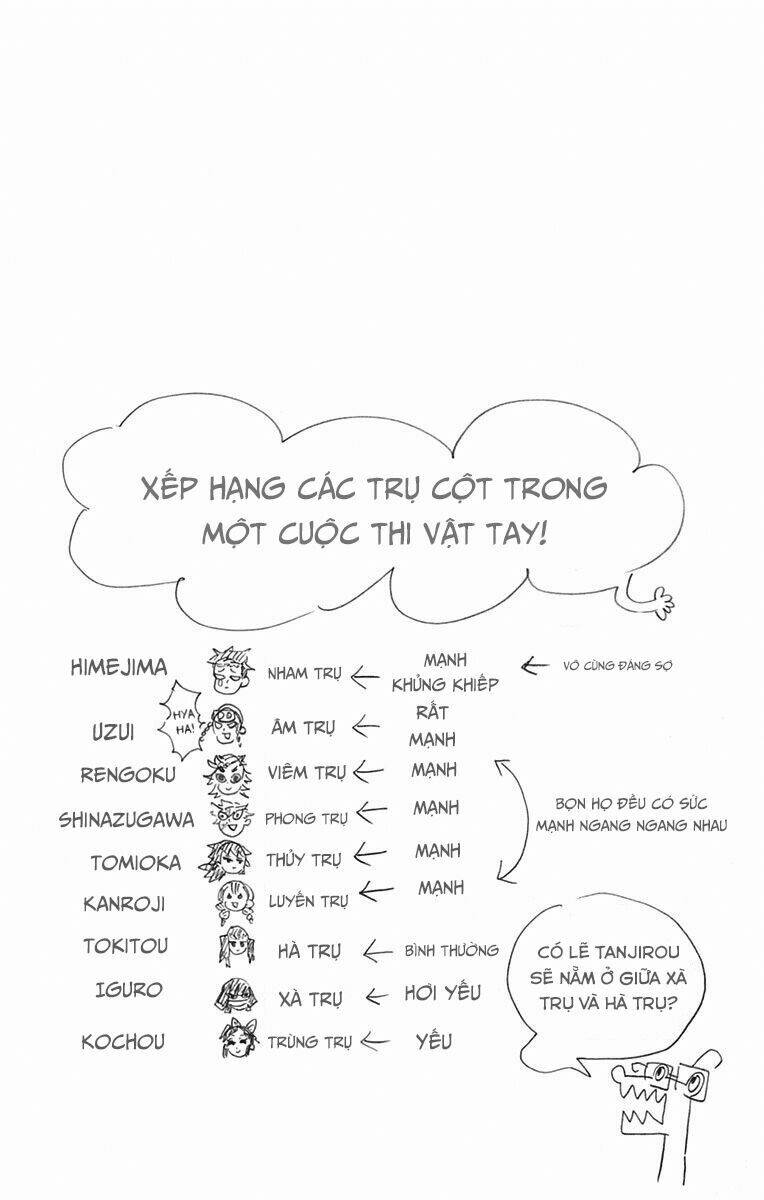 XẾP HẠNG CÁC TRỤ CỘT TRONG
MỘT CUỘC THI VẬT TAY!
HIMEJIMA NHAM TRỤ MẠNH KHỦNG KHIẾP VÔ CÙNG ĐÁNG SỢ
HYA HA!
UZUI ÂM TRỤ RẤT MẠNH
RENGOKU VIÊM TRỤ MẠNH
SHINAZUGAWA PHONG TRỤ MẠNH
TOMIOKA THỦY TRỤ MẠNH
KANROJI LUYẾN TRỤ MẠNH
BỌN HỌ ĐỀU CÓ SỨC
MẠNH NGANG NGANG NHAU
TOKITOU HÀ TRỤ BÌNH THƯỜNG
IGURO XÀ TRỤ HƠI YẾU
KOCHOU TRÙNG TRỤ YẾU
CÓ LẼ TANJIROU
SẼ NẰM Ở GIỮA XÀ
TRỤ VÀ HÀ TRỤ?